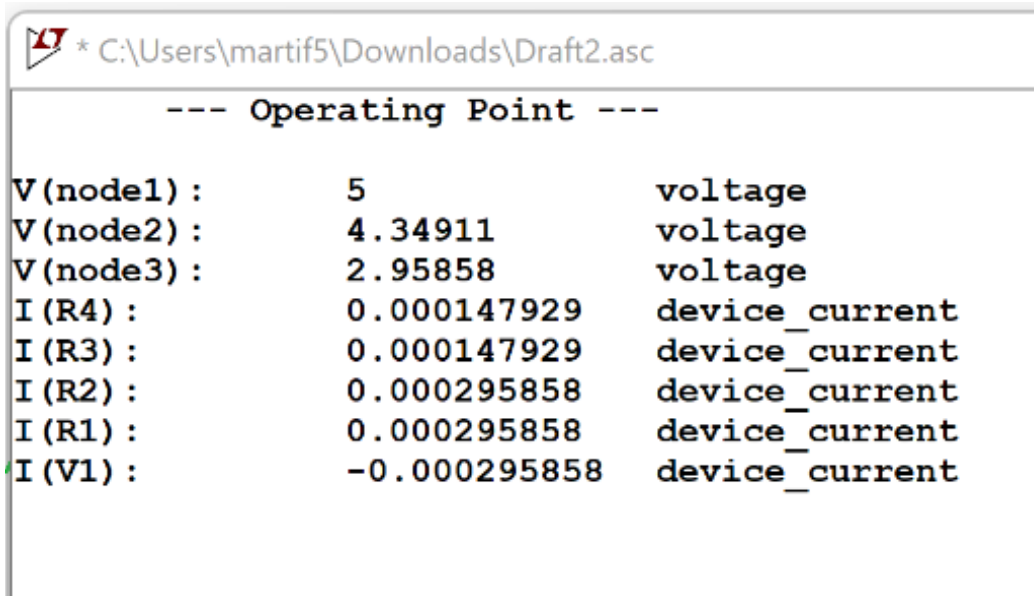 * C:\Users\martif5\Downloads\Draft2.asc
--- Operating Point ---
V(node1): 5 voltage
V(node2): 4.34911 voltage
V(node3): 2.95858 voltage
I(R4): 0.000147929 device_current
I(R3): 0.000147929 device_current
I(R2): 0.000295858 device_current
I(R1): 0.000295858 device_current
I(V1): -0.000295858 device_current